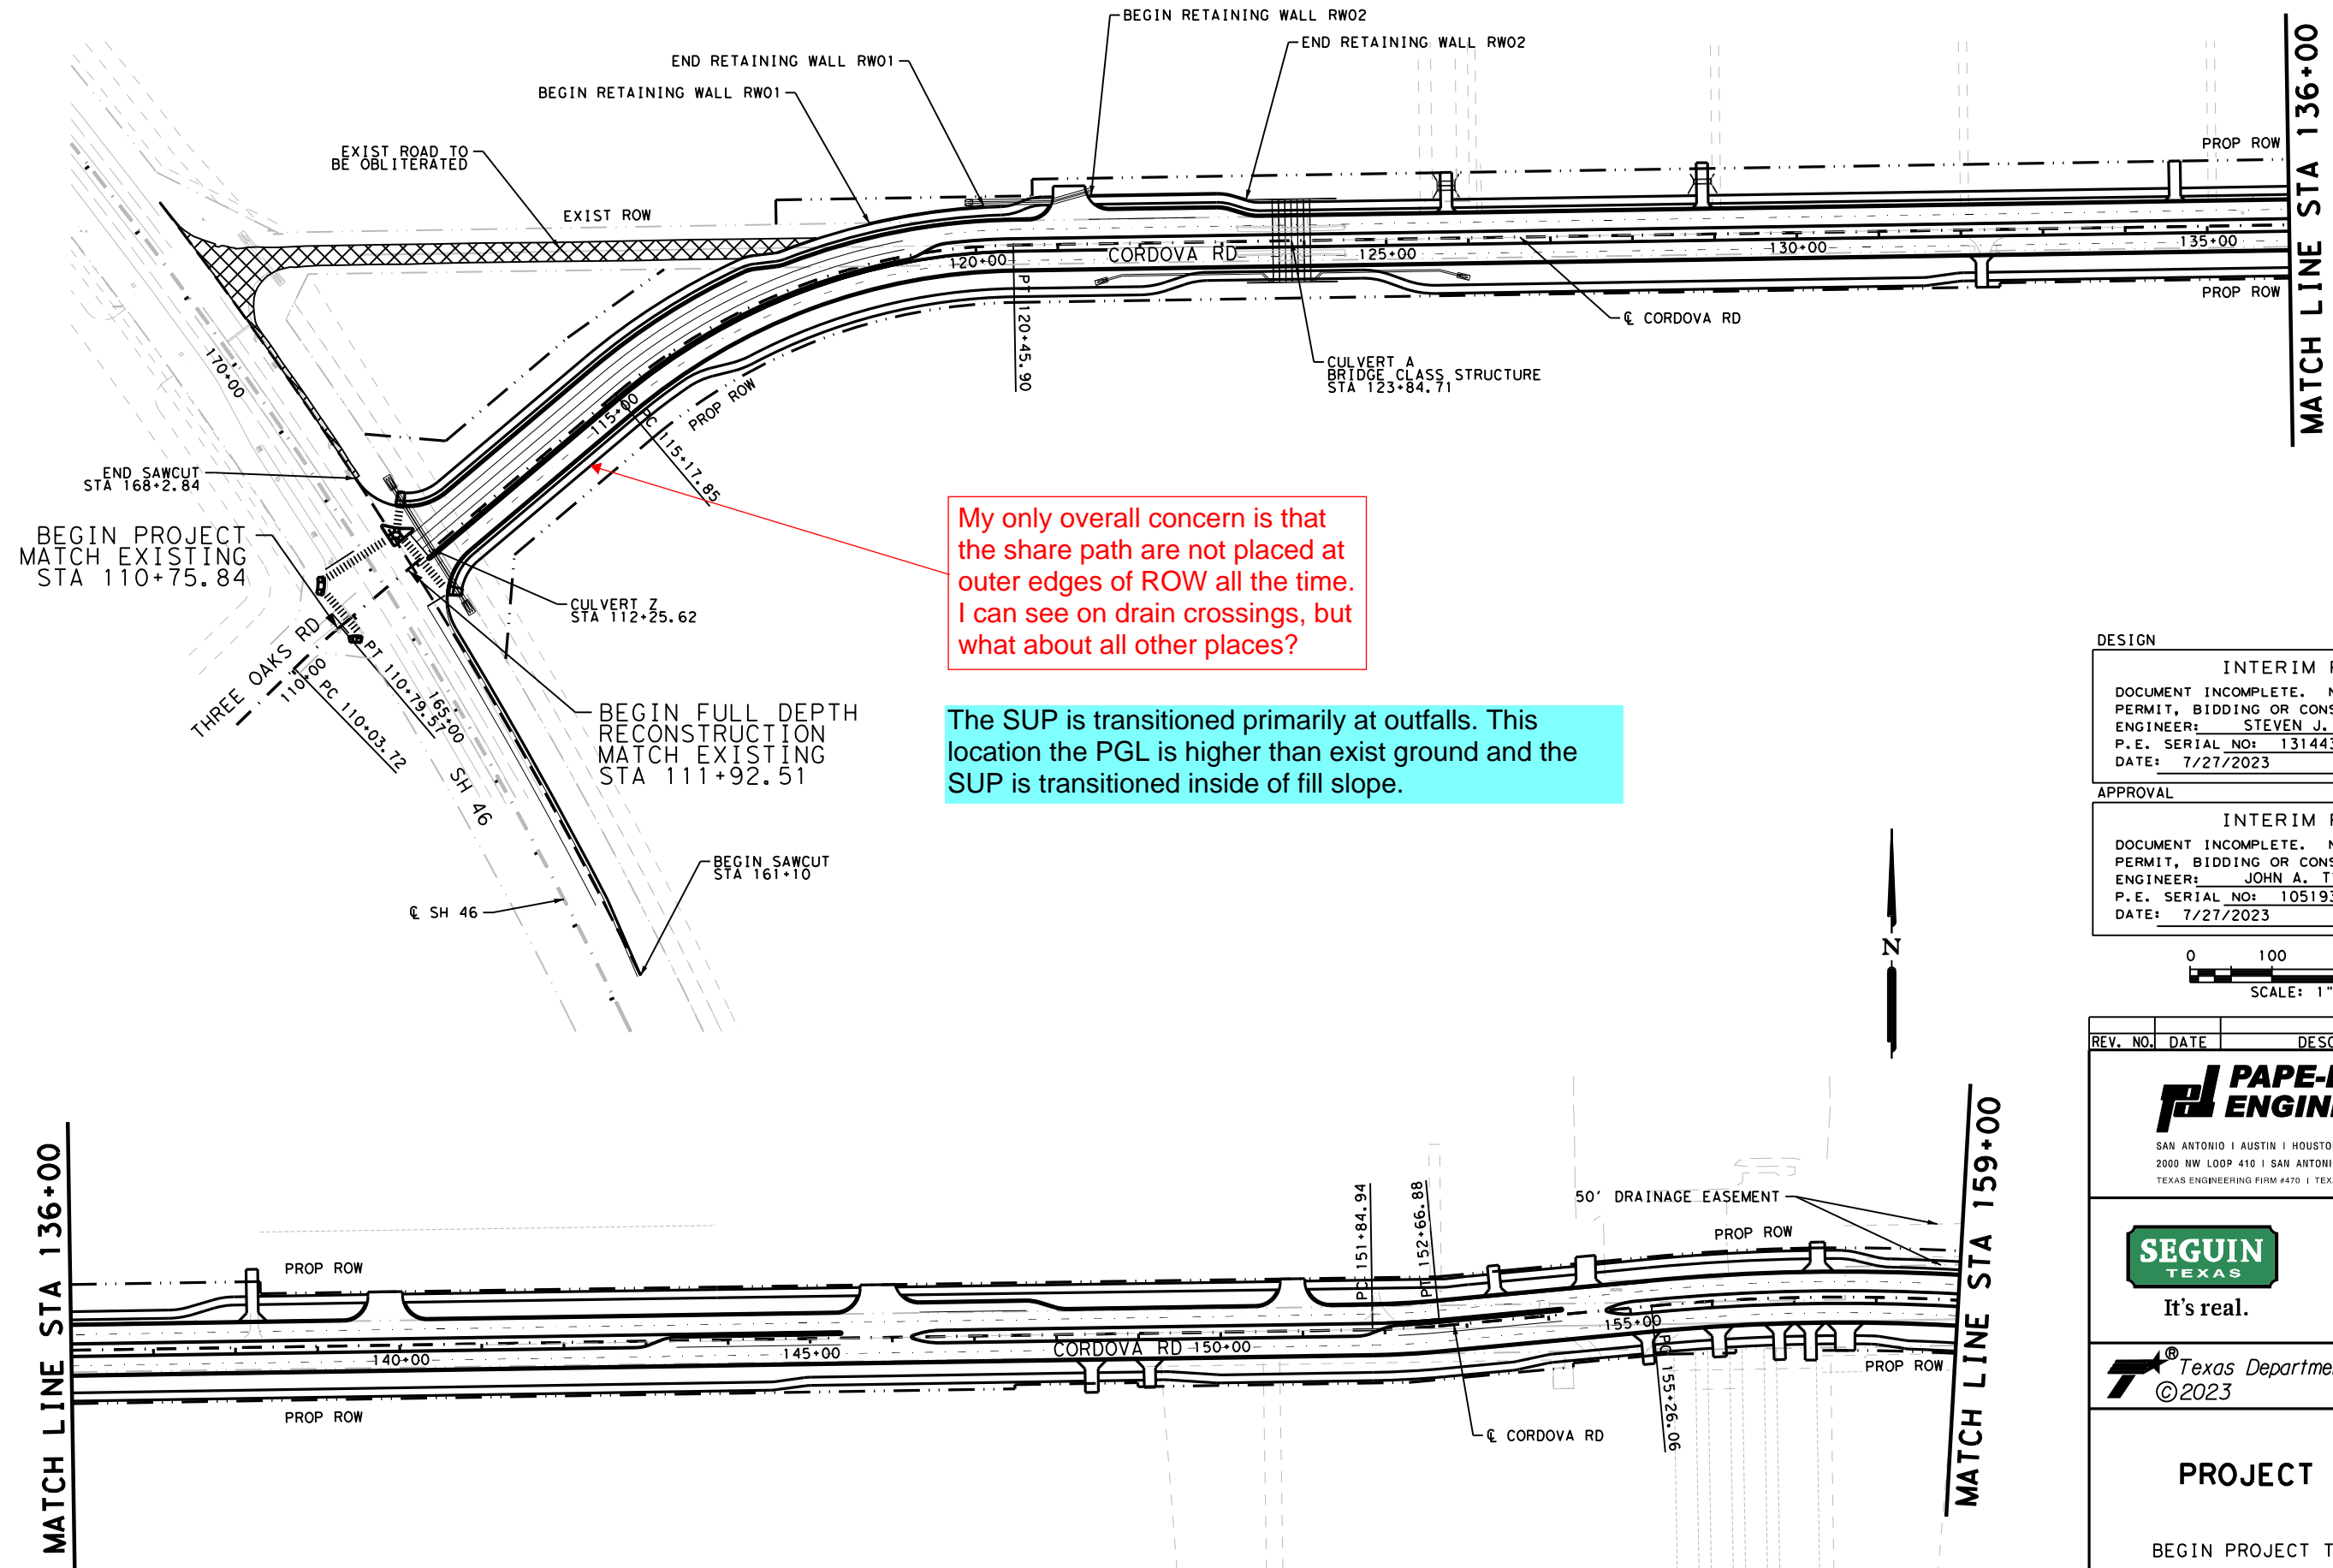 BEGIN RETAINING WALL RW02
END RETAINING WALL RW02
END RETAINING WALL RW01
BEGIN RETAINING WALL RW01
EXIST ROAD TO
BE OBLITERATED
EXIST ROW
PROP ROW
MATCH LINE STA 136+00
120+00
CORDOVA RD
125+00
130+00
135+00
PT 120+45.90
PROP ROW
℄ CORDOVA RD
CULVERT A
BRIDGE CLASS STRUCTURE
STA 123+84.71
170+00
115+00
PC 115+17.85
PROP ROW
END SAWCUT
STA 168+2.84
BEGIN PROJECT
MATCH EXISTING
STA 110+75.84
CULVERT Z
STA 112+25.62
THREE OAKS RD
110+00
PC 110+03.72
PT 110+79.57
165+00
SH 46
BEGIN FULL DEPTH
RECONSTRUCTION
MATCH EXISTING
STA 111+92.51
BEGIN SAWCUT
STA 161+10
℄ SH 46
My only overall concern is that
the share path are not placed at
outer edges of ROW all the time.
I can see on drain crossings, but
what about all other places?
The SUP is transitioned primarily at outfalls. This
location the PGL is higher than exist ground and the
SUP is transitioned inside of fill slope.
N
DESIGN
INTERIM
DOCUMENT INCOMPLETE.
PERMIT, BIDDING OR
ENGINEER: STEVEN J.
P.E. SERIAL NO: 13144
DATE: 7/27/2023
APPROVAL
INTERIM
DOCUMENT INCOMPLETE.
PERMIT, BIDDING OR
ENGINEER: JOHN A.
P.E. SERIAL NO: 10519
DATE: 7/27/2023
0 100
SCALE: 1"
REV. NO. DATE
PAPE-
SAN ANTONIO | AUSTIN |
2000 NW LOOP 410 | SAN
TEXAS ENGINEERING FIRM #470 |
SEGUIN
TEXAS
It's real.
®
Texas
©2023
PROJECT
BEGIN PROJECT
MATCH LINE STA 136+00
PROP ROW
140+00
145+00
CORDOVA RD
150+00
PC 151+84.94
PT 152+66.88
50' DRAINAGE EASEMENT
PROP ROW
155+00
PC 155+26.06
PROP ROW
PROP ROW
℄ CORDOVA RD
MATCH LINE STA 159+00